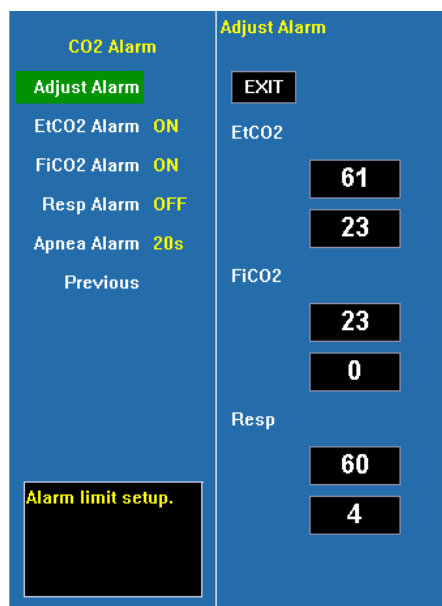 CO2 Alarm
Adjust Alarm
EtCO2 Alarm ON
FiCO2 Alarm ON
Resp Alarm OFF
Apnea Alarm 20s
Previous
Alarm limit setup.
Adjust Alarm
EXIT
EtCO2
61
23
FiCO2
23
0
Resp
60
4